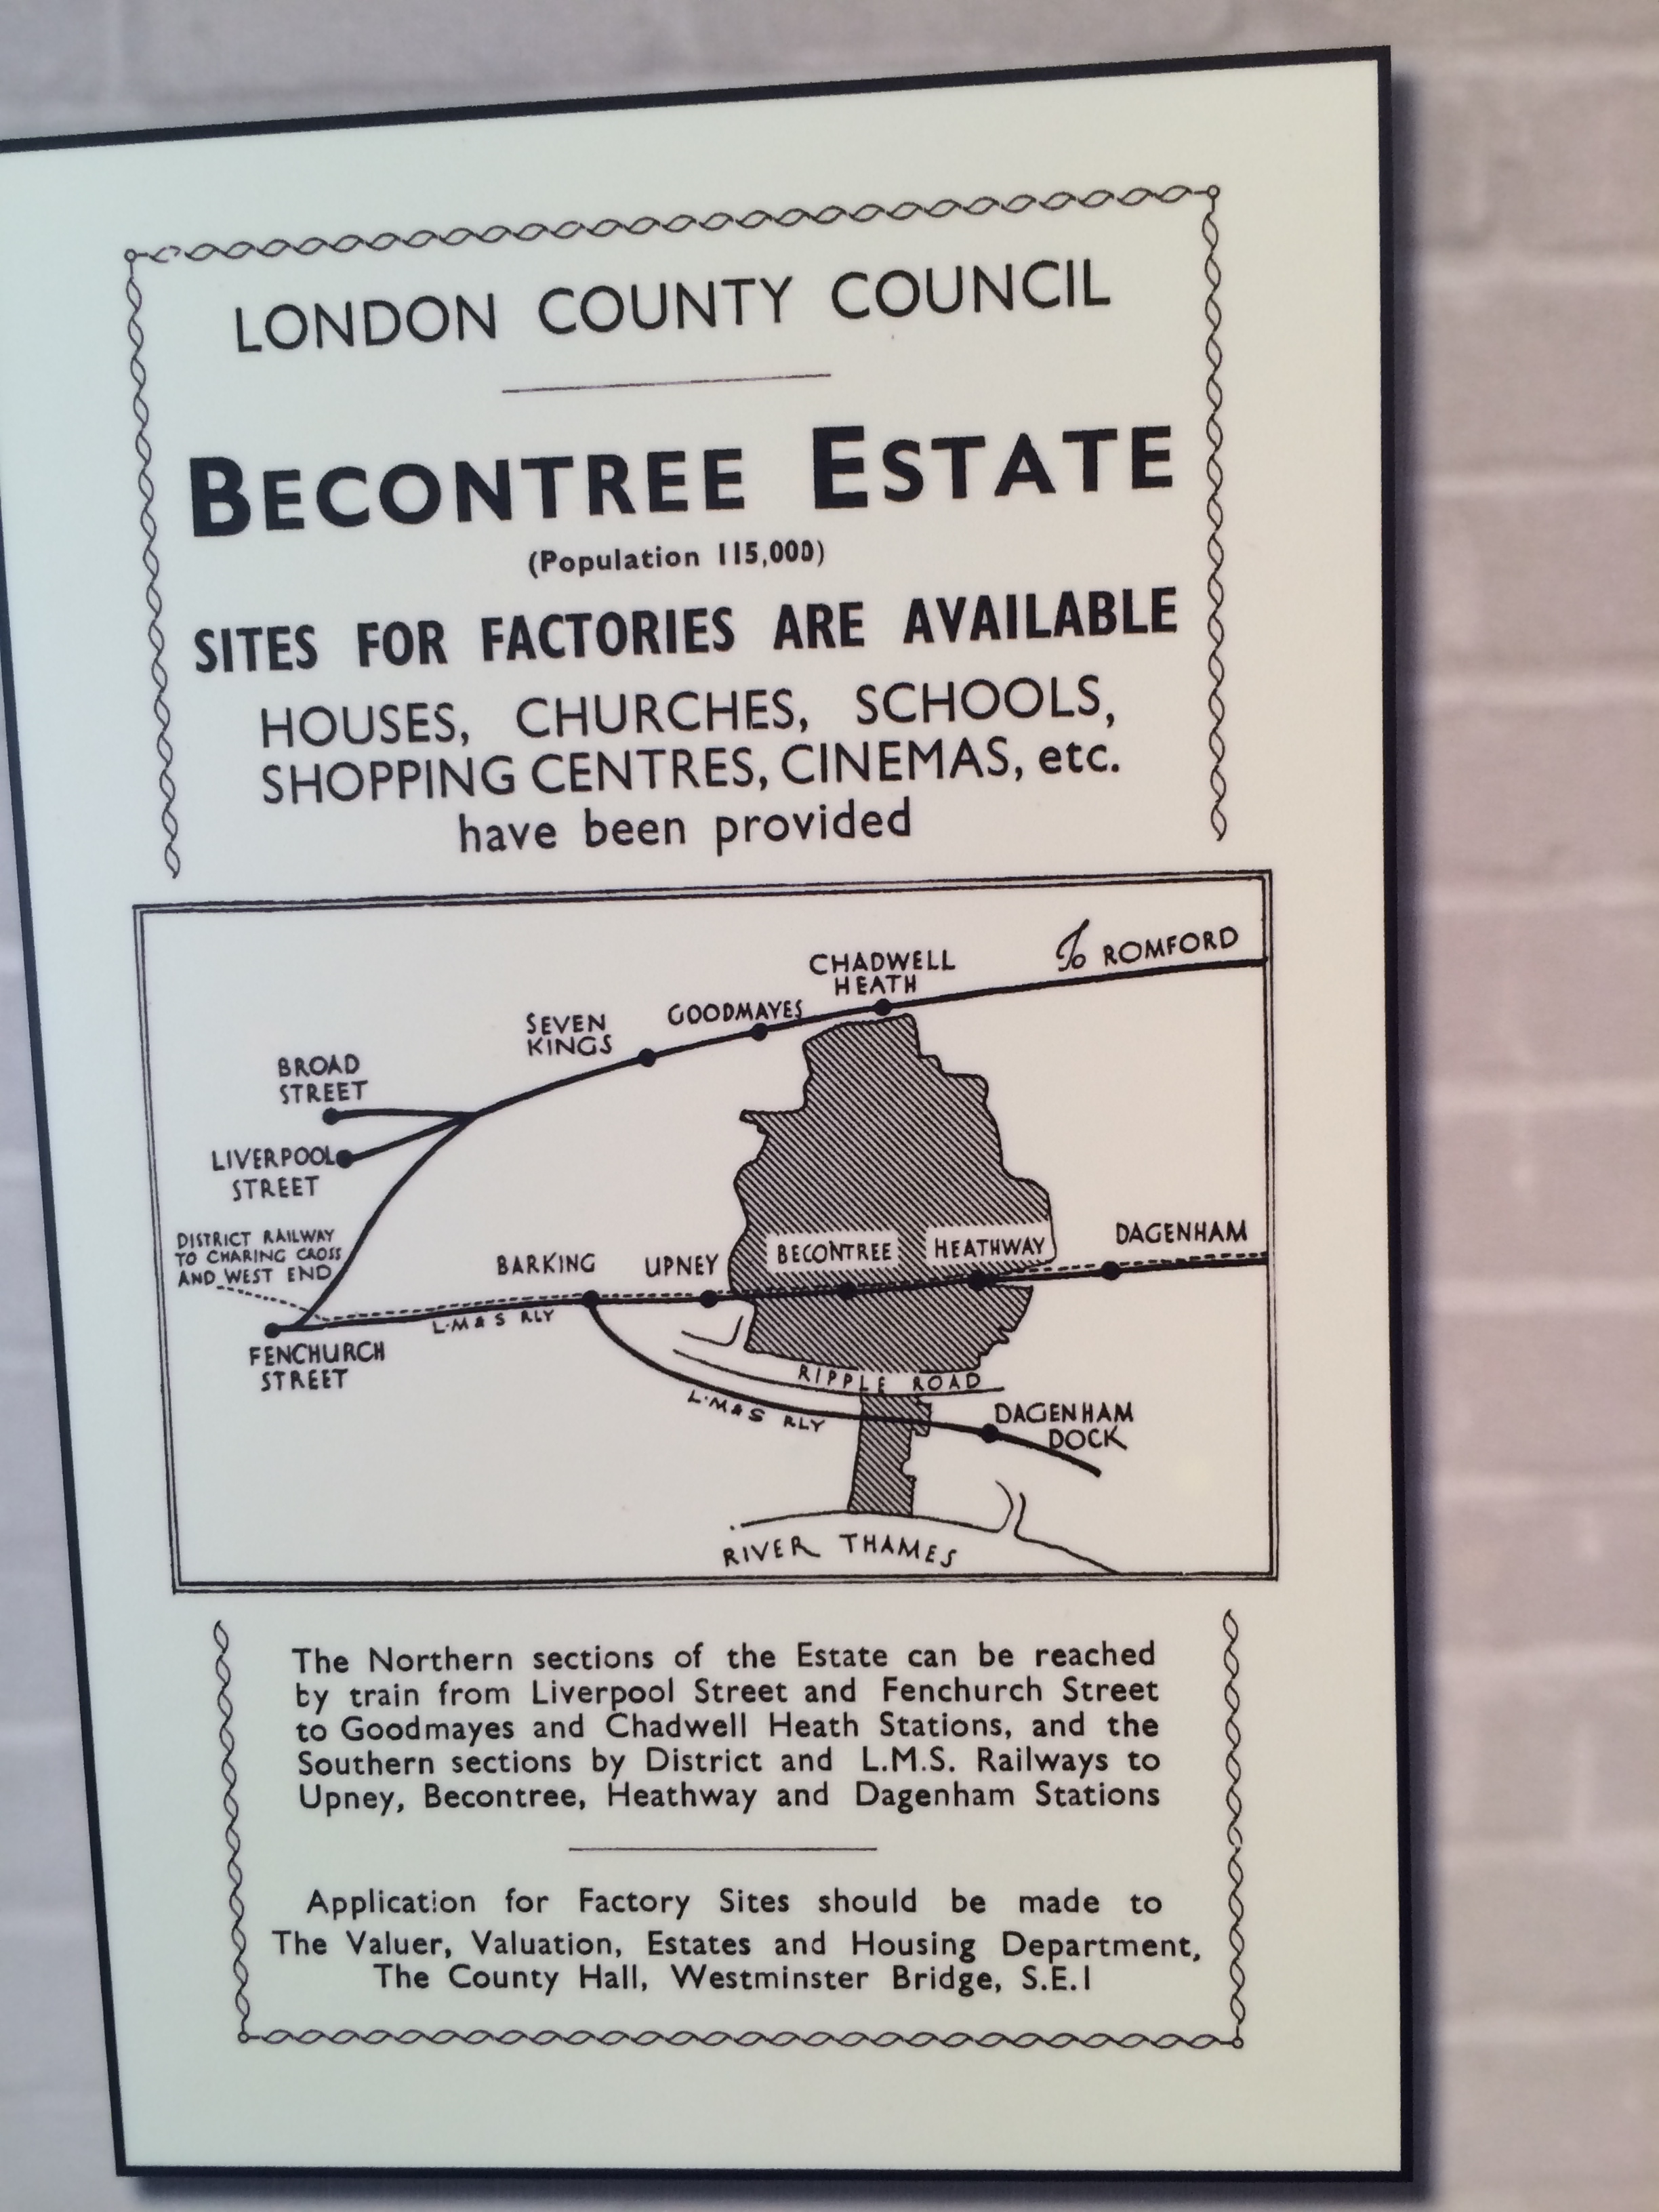 LONDON COUNTY COUNCIL
BECONTREE ESTATE
(Population 115,000)
SITES FOR FACTORIES ARE AVAILABLE
HOUSES, CHURCHES, SCHOOLS,
SHOPPING CENTRES, CINEMAS, etc.
have been provided
To ROMFORD
CHADWELL
HEATH
GOODMAYES
SEVEN
KINGS
BROAD
STREET
LIVERPOOL
STREET
DISTRICT RAILWAY
TO CHARING CROSS
AND WEST END
BARKING
UPNEY
BECONTREE
HEATHWAY
DAGENHAM
L.M & S RLY
FENCHURCH
STREET
RIPPLE ROAD
L.M & S RLY
DAGENHAM
DOCK
RIVER THAMES
The Northern sections of the Estate can be reached
by train from Liverpool Street and Fenchurch Street
to Goodmayes and Chadwell Heath Stations, and the
Southern sections by District and L.M.S. Railways to
Upney, Becontree, Heathway and Dagenham Stations
Application for Factory Sites should be made to
The Valuer, Valuation, Estates and Housing Department,
The County Hall, Westminster Bridge, S.E.1